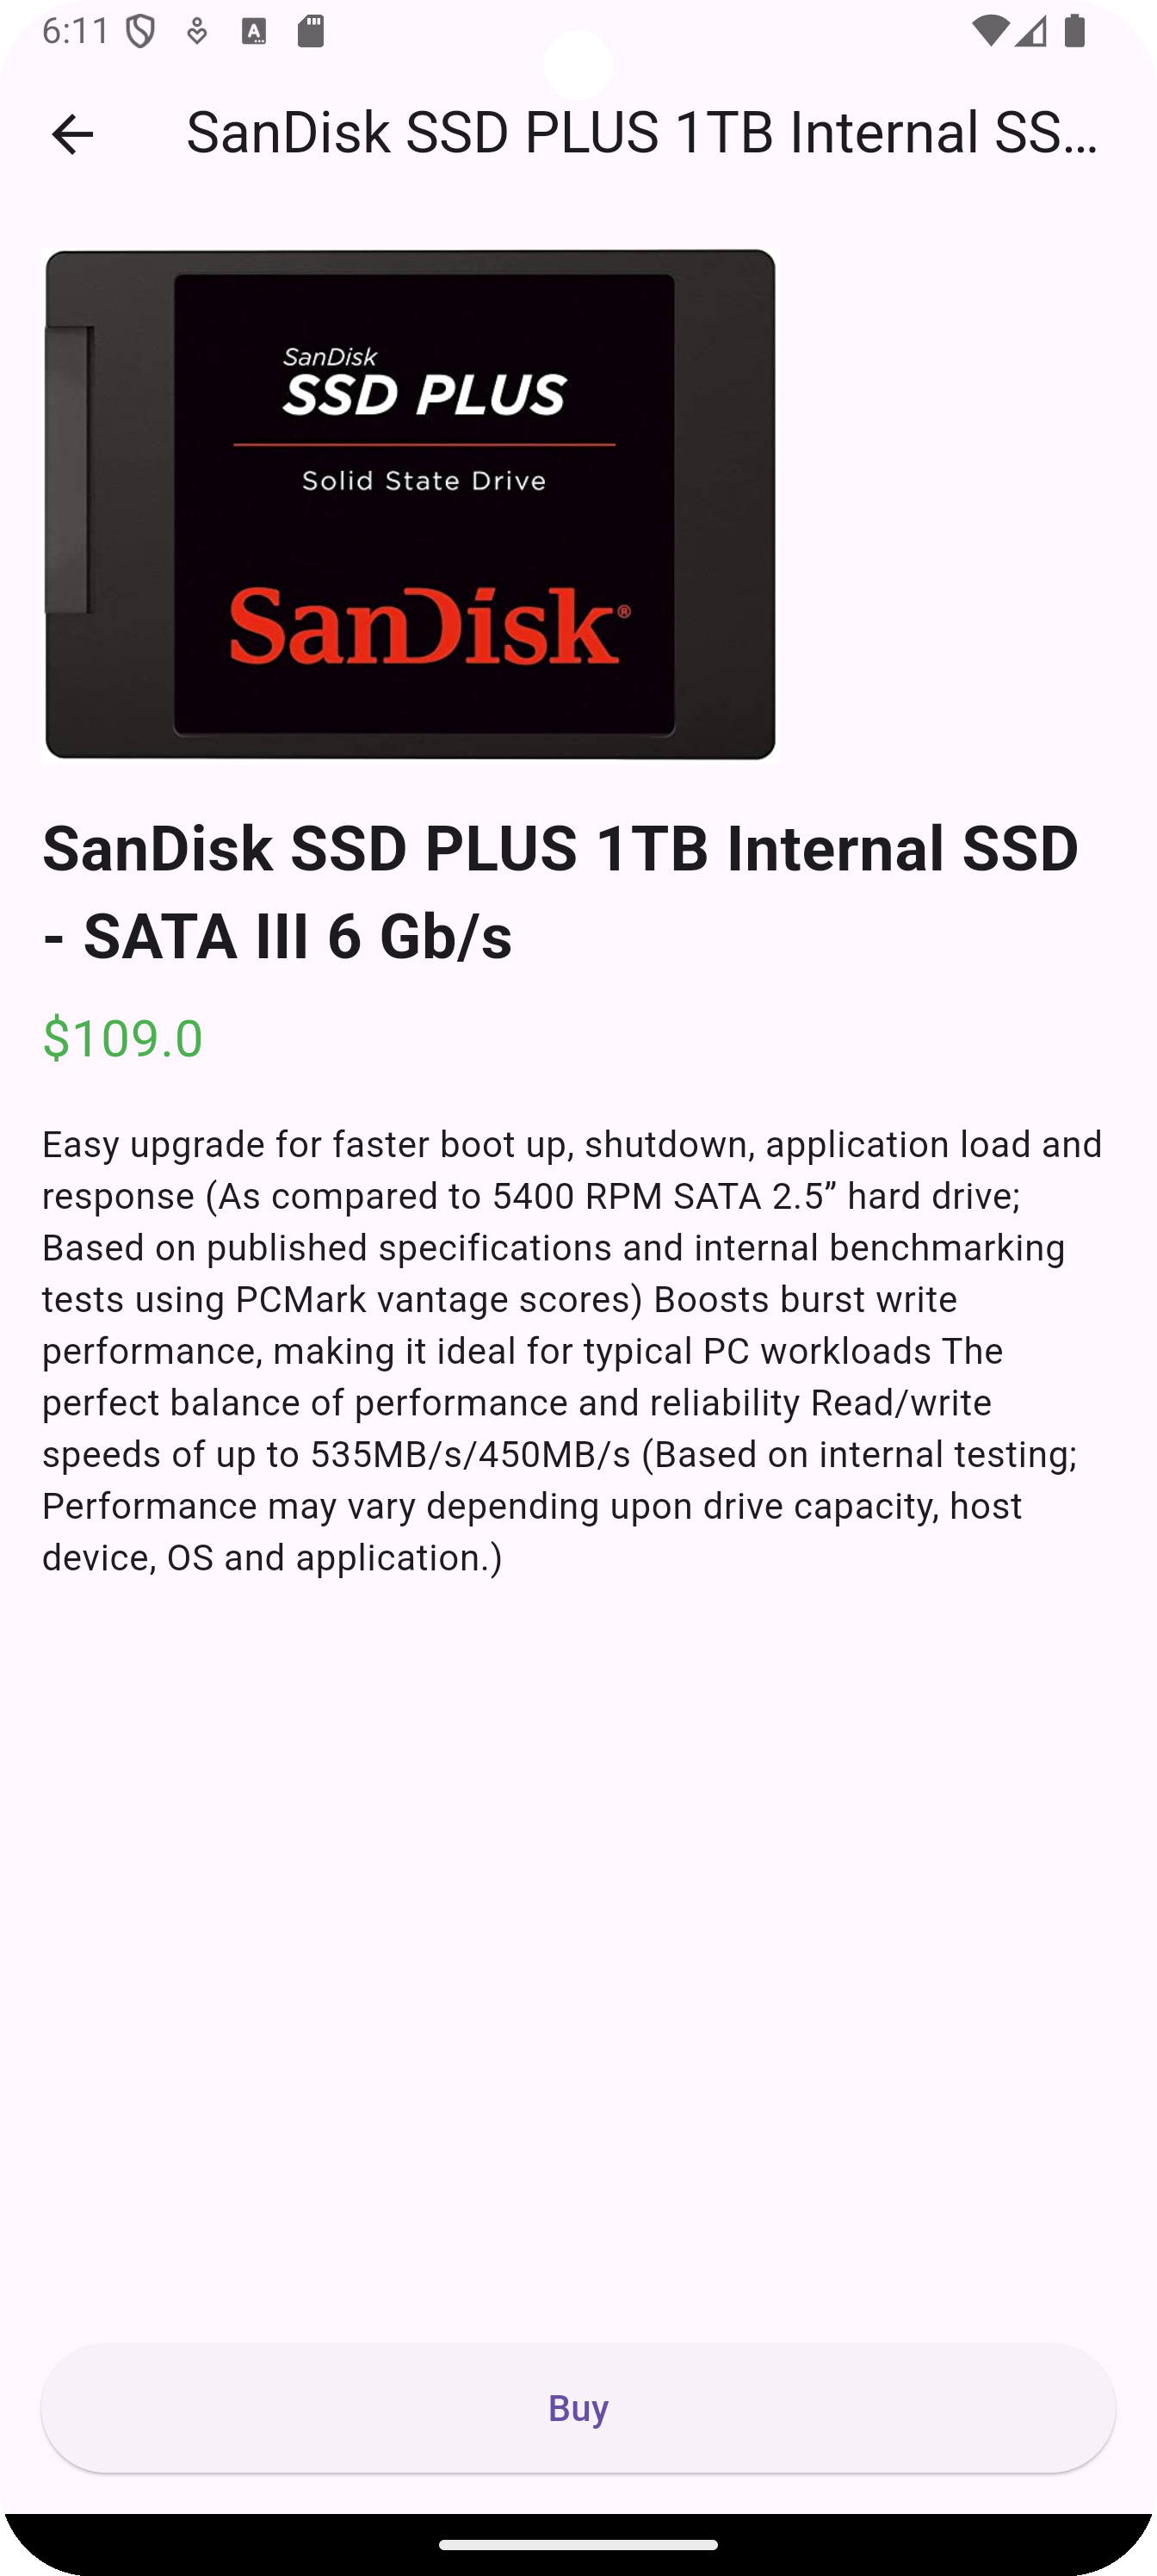 6:11
SanDisk SSD PLUS 1TB Internal SS...
SanDisk
SSD PLUS
Solid State Drive
SanDisk®
SanDisk SSD PLUS 1TB Internal SSD
- SATA III 6 Gb/s
$109.0
Easy upgrade for faster boot up, shutdown, application load and
response (As compared to 5400 RPM SATA 2.5” hard drive;
Based on published specifications and internal benchmarking
tests using PCMark vantage scores) Boosts burst write
performance, making it ideal for typical PC workloads The
perfect balance of performance and reliability Read/write
speeds of up to 535MB/s/450MB/s (Based on internal testing;
Performance may vary depending upon drive capacity, host
device, OS and application.)
Buy